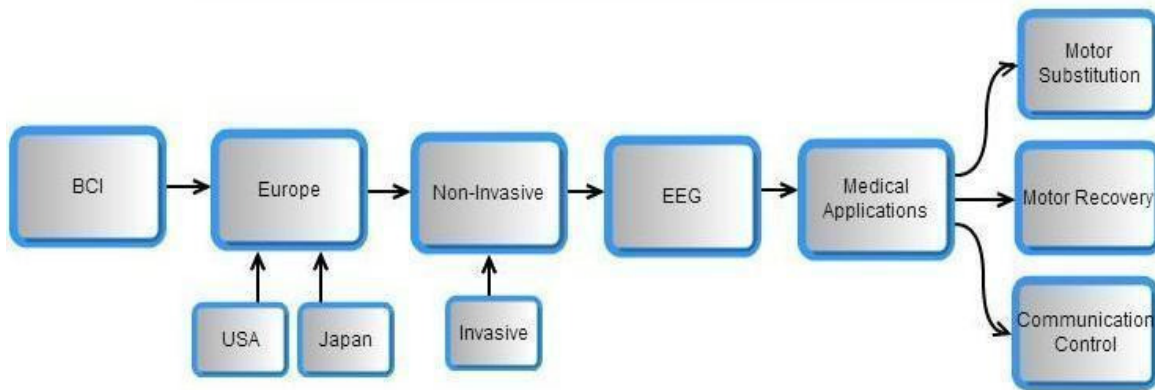 BCI
Europe
Non-Invasive
EEG
Medical
Applications
Motor
Substitution
Motor Recovery
Communication
Control
USA
Japan
Invasive